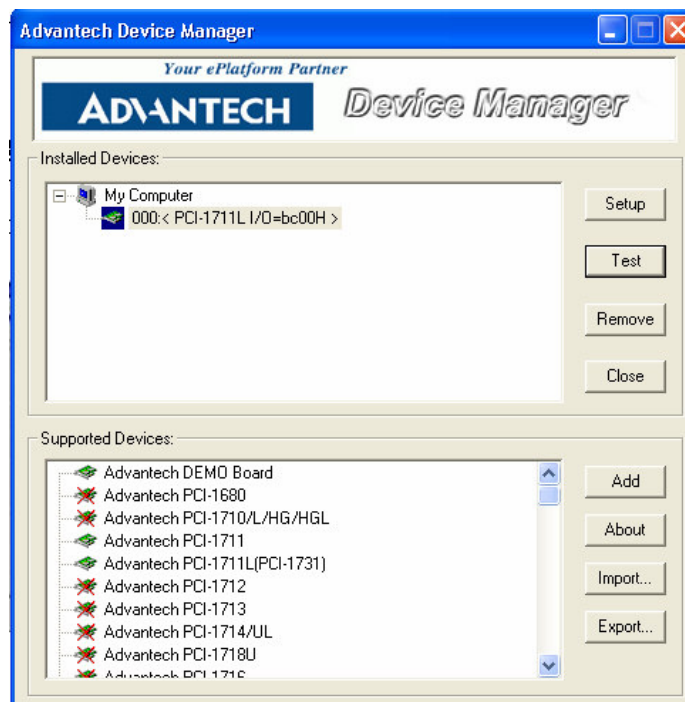 Advantech Device Manager
Your ePlatform Partner
ADVANTECH Device Manager
Installed Devices:
My Computer
000:< PCI-1711L I/O=bc00H >
Setup
Test
Remove
Close
Supported Devices:
Advantech DEMO Board
Advantech PCI-1680
Advantech PCI-1710/L/HG/HGL
Advantech PCI-1711
Advantech PCI-1711L(PCI-1731)
Advantech PCI-1712
Advantech PCI-1713
Advantech PCI-1714/UL
Advantech PCI-1718U
Advantech PCI-1716
Add
About
Import...
Export...